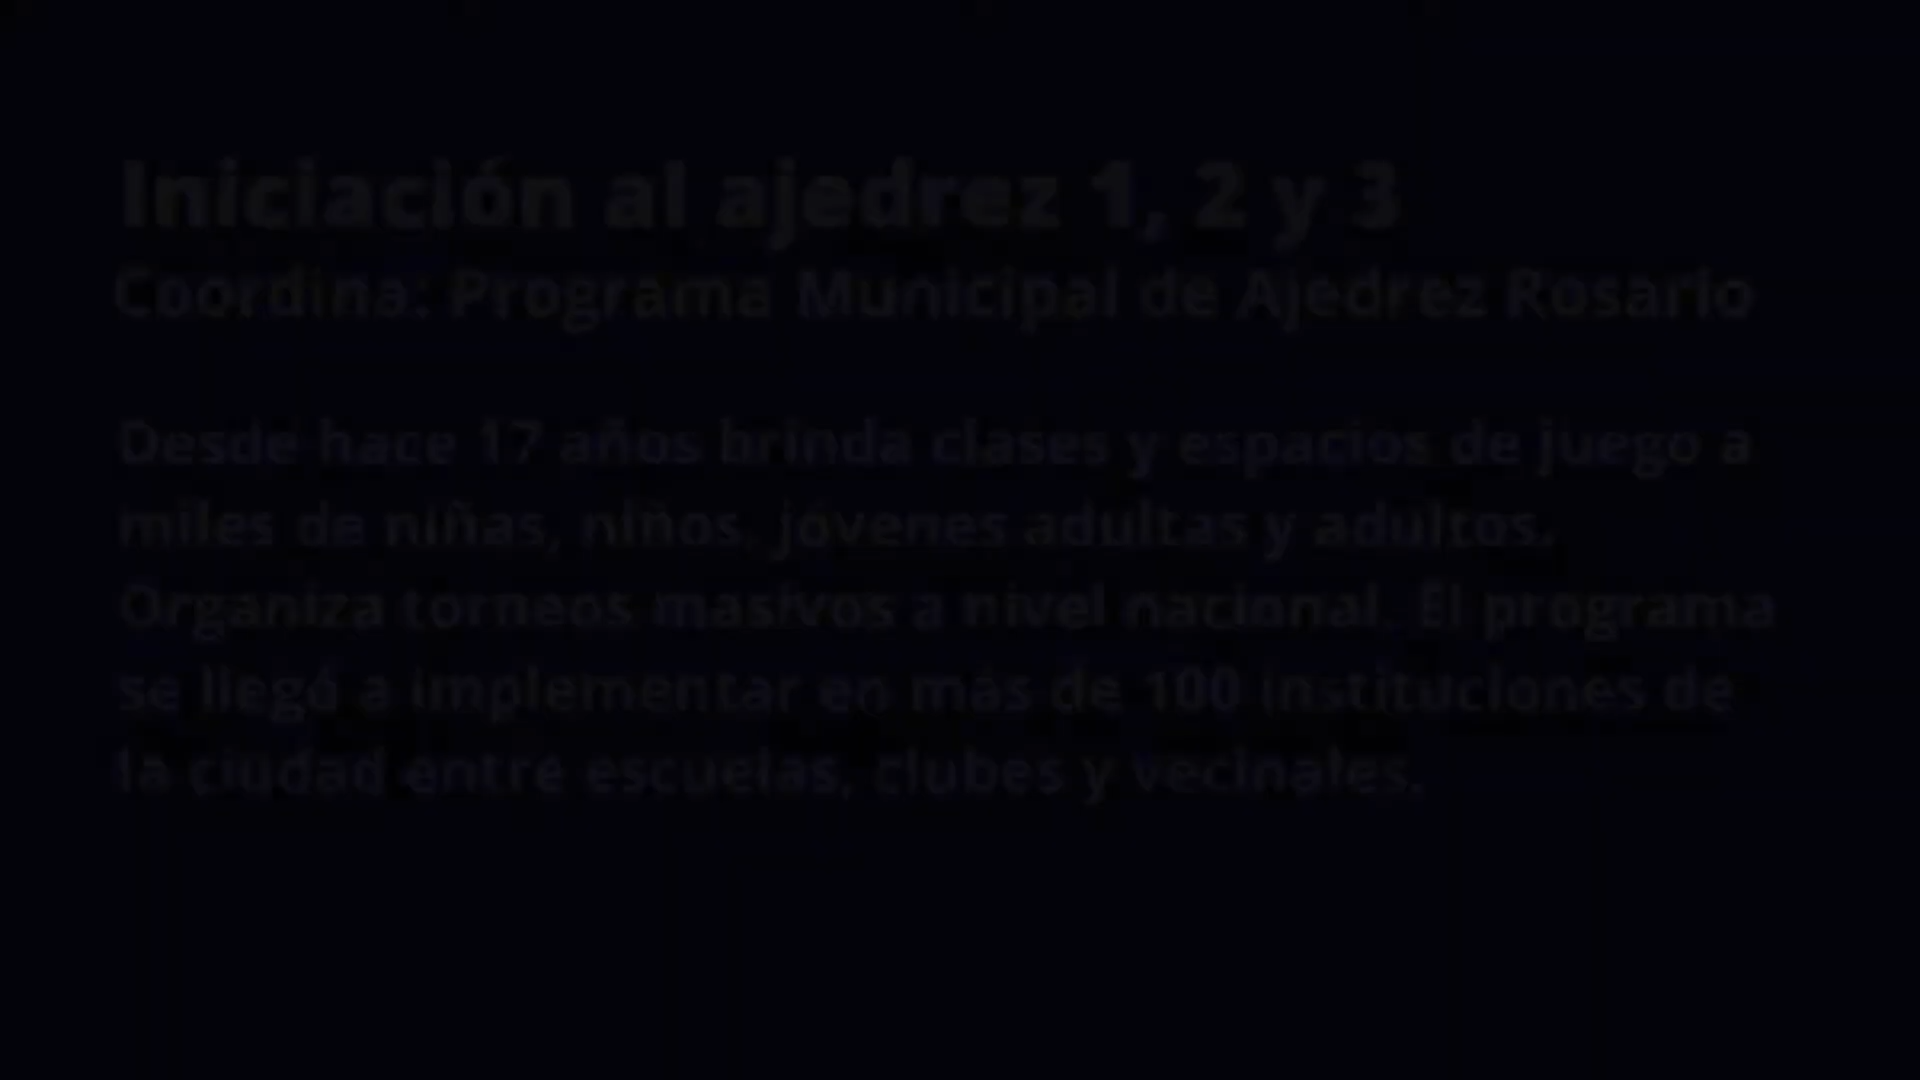 Iniciación al ajedrez 1, 2 y 3
Coordina: Programa Municipal de Ajedrez Rosario
Desde hace 17 años brinda clases y espacios de juego a
miles de niñas, niños, jóvenes adultas y adultos.
Organiza torneos masivos a nivel nacional. El programa
se llegó a implementar en más de 100 instituciones de
la ciudad entre escuelas, clubes y vecinales.